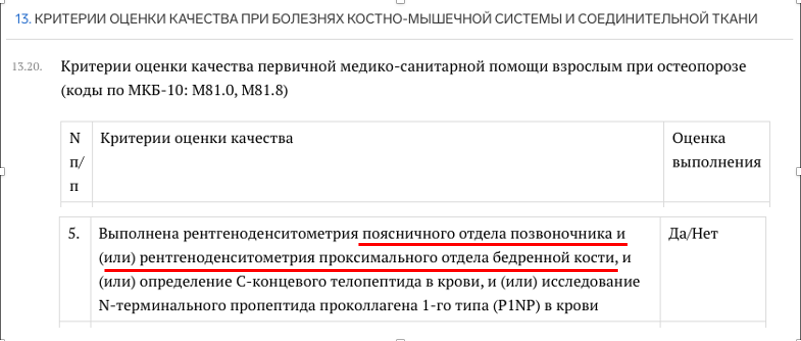 13. КРИТЕРИИ ОЦЕНКИ КАЧЕСТВА ПРИ БОЛЕЗНЯХ КОСТНО-МЫШЕЧНОЙ СИСТЕМЫ И СОЕДИНИТЕЛЬНОЙ ТКАНИ
13.20. Критерии оценки качества первичной медико-санитарной помощи взрослым при остеопорозе
(коды по МКБ-10: M81.0, M81.8)
N
п/
п
Критерии оценки качества
Оценка
выполнения
5. Выполнена рентгеноденситометрия поясничного отдела позвоночника и Да/Нет
(или) рентгеноденситометрия проксимального отдела бедренной кости, и
(или) определение C-концевого телопептида в крови, и (или) исследование
N-терминального пропептида проколлагена 1-го типа (P1NP) в крови